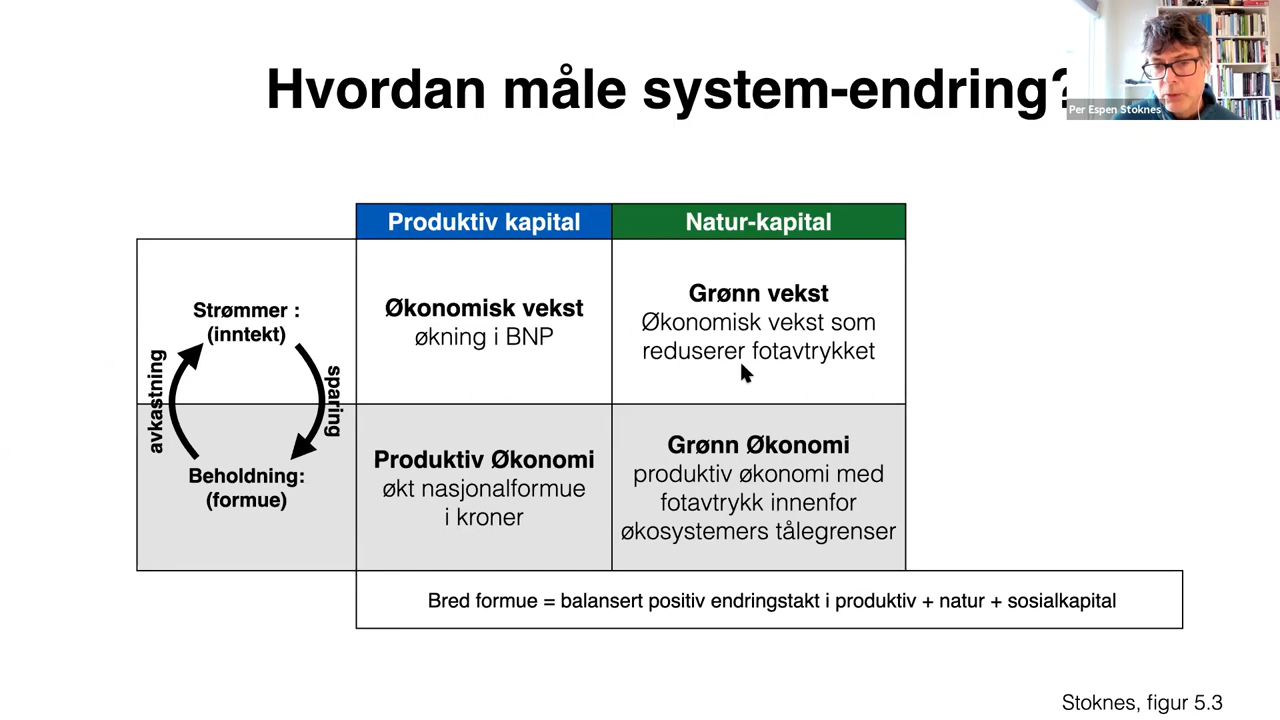 Hvordan måle system-endring?
Per Espen Stoknes
Produktiv kapital
Natur-kapital
Strømmer :
(inntekt)
avkastning
sparing
Beholdning:
(formue)
Økonomisk vekst
økning i BNP
Grønn vekst
Økonomisk vekst som
reduserer fotavtrykket
Produktiv Økonomi
økt nasjonalformue
i kroner
Grønn Økonomi
produktiv økonomi med
fotavtrykk innenfor
økosystemers tålegrenser
Bred formue = balansert positiv endringstakt i produktiv + natur + sosialkapital
Stoknes, figur 5.3